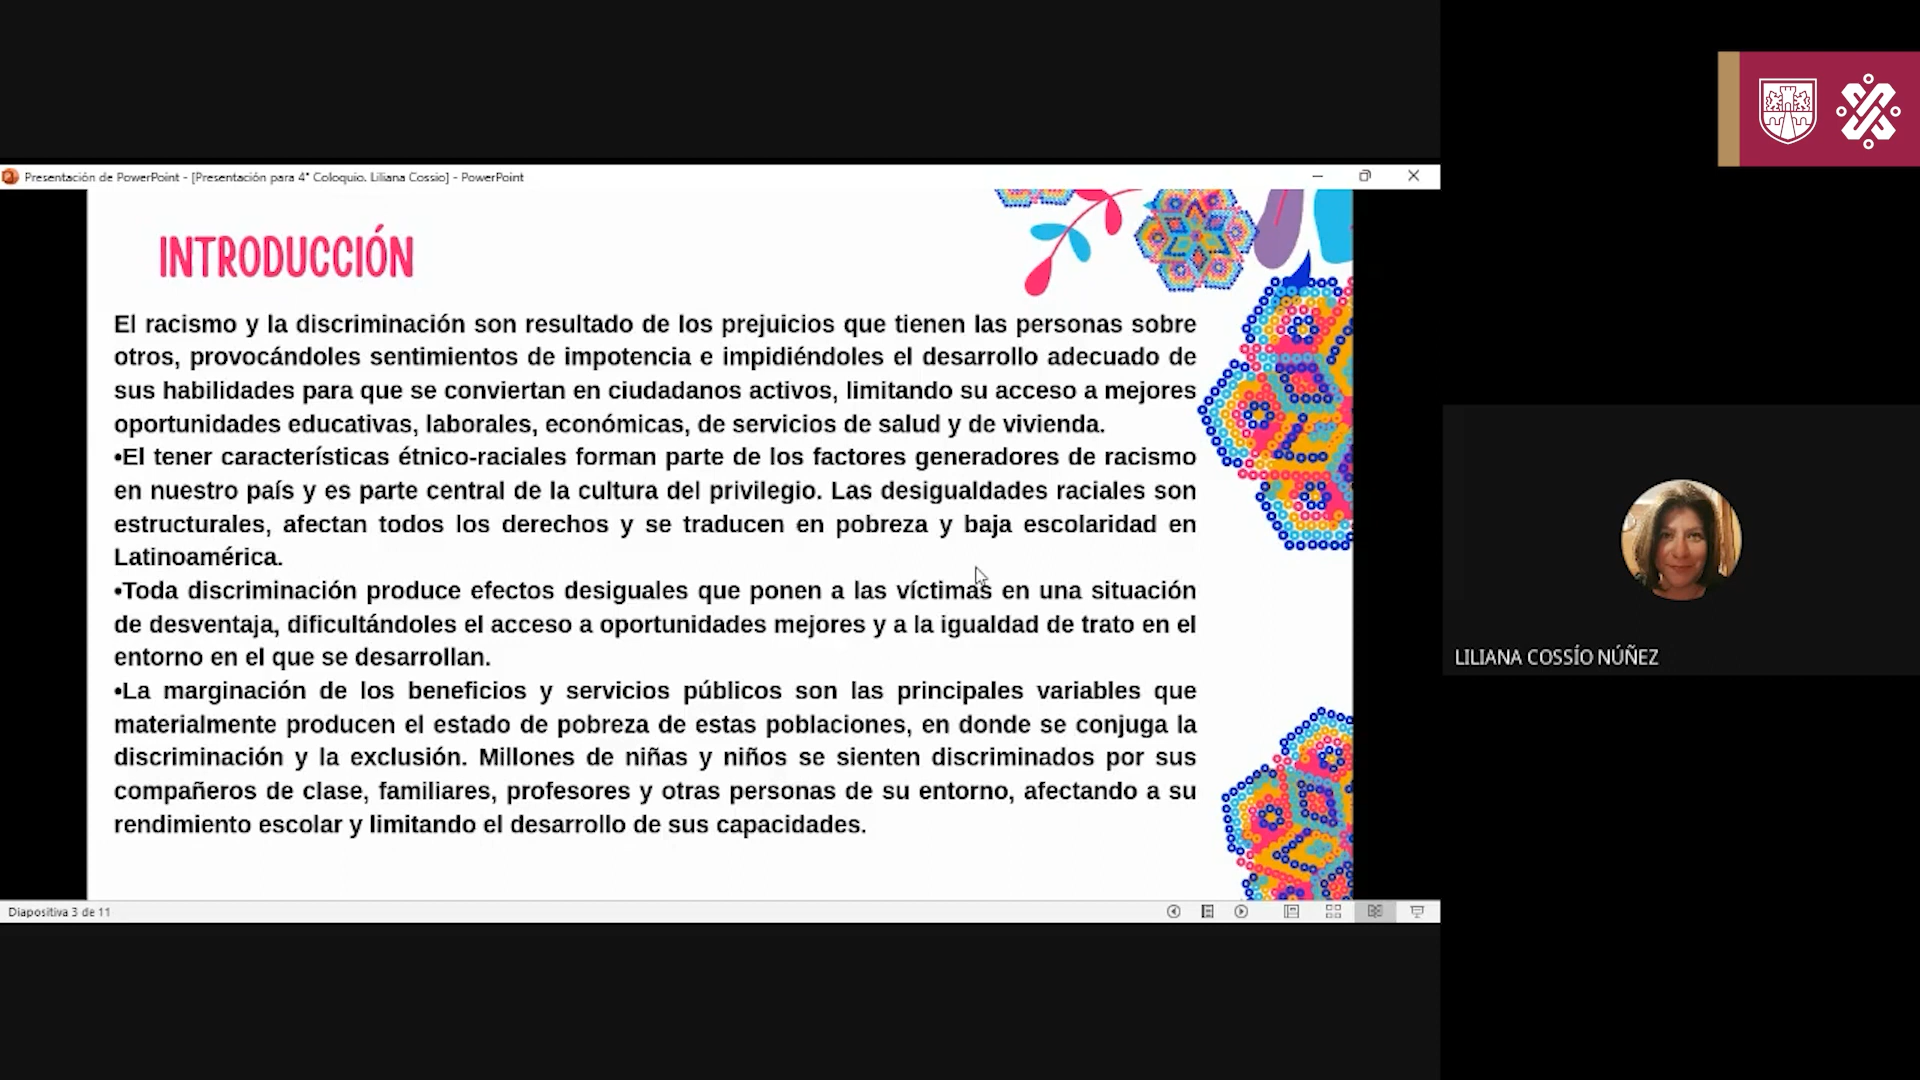 Presentación de PowerPoint - [Presentación para 4° Coloquio. Liliana Cossio] - PowerPoint
INTRODUCCIÓN
El racismo y la discriminación son resultado de los prejuicios que tienen las personas sobre
otros, provocándoles sentimientos de impotencia e impidiéndoles el desarrollo adecuado de
sus habilidades para que se conviertan en ciudadanos activos, limitando su acceso a mejores
oportunidades educativas, laborales, económicas, de servicios de salud y de vivienda.
•El tener características étnico-raciales forman parte de los factores generadores de racismo
en nuestro país y es parte central de la cultura del privilegio. Las desigualdades raciales son
estructurales, afectan todos los derechos y se traducen en pobreza y baja escolaridad en
Latinoamérica.
•Toda discriminación produce efectos desiguales que ponen a las víctimas en una situación
de desventaja, dificultándoles el acceso a oportunidades mejores y a la igualdad de trato en el
entorno en el que se desarrollan.
•La marginación de los beneficios y servicios públicos son las principales variables que
materialmente producen el estado de pobreza de estas poblaciones, en donde se conjuga la
discriminación y la exclusión. Millones de niñas y niños se sienten discriminados por sus
compañeros de clase, familiares, profesores y otras personas de su entorno, afectando a su
rendimiento escolar y limitando el desarrollo de sus capacidades.
LILIANA COSSÍO NÚÑEZ
Diapositiva 3 de 11